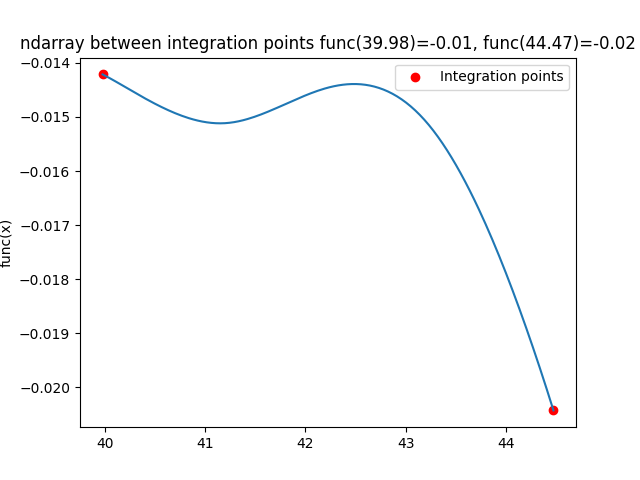 ndarray between integration points func(39.98)=-0.01, func(44.47)=-0.02
Integration points
func(x)
−0.014
−0.015
−0.016
−0.017
−0.018
−0.019
−0.020
40 41 42 43 44